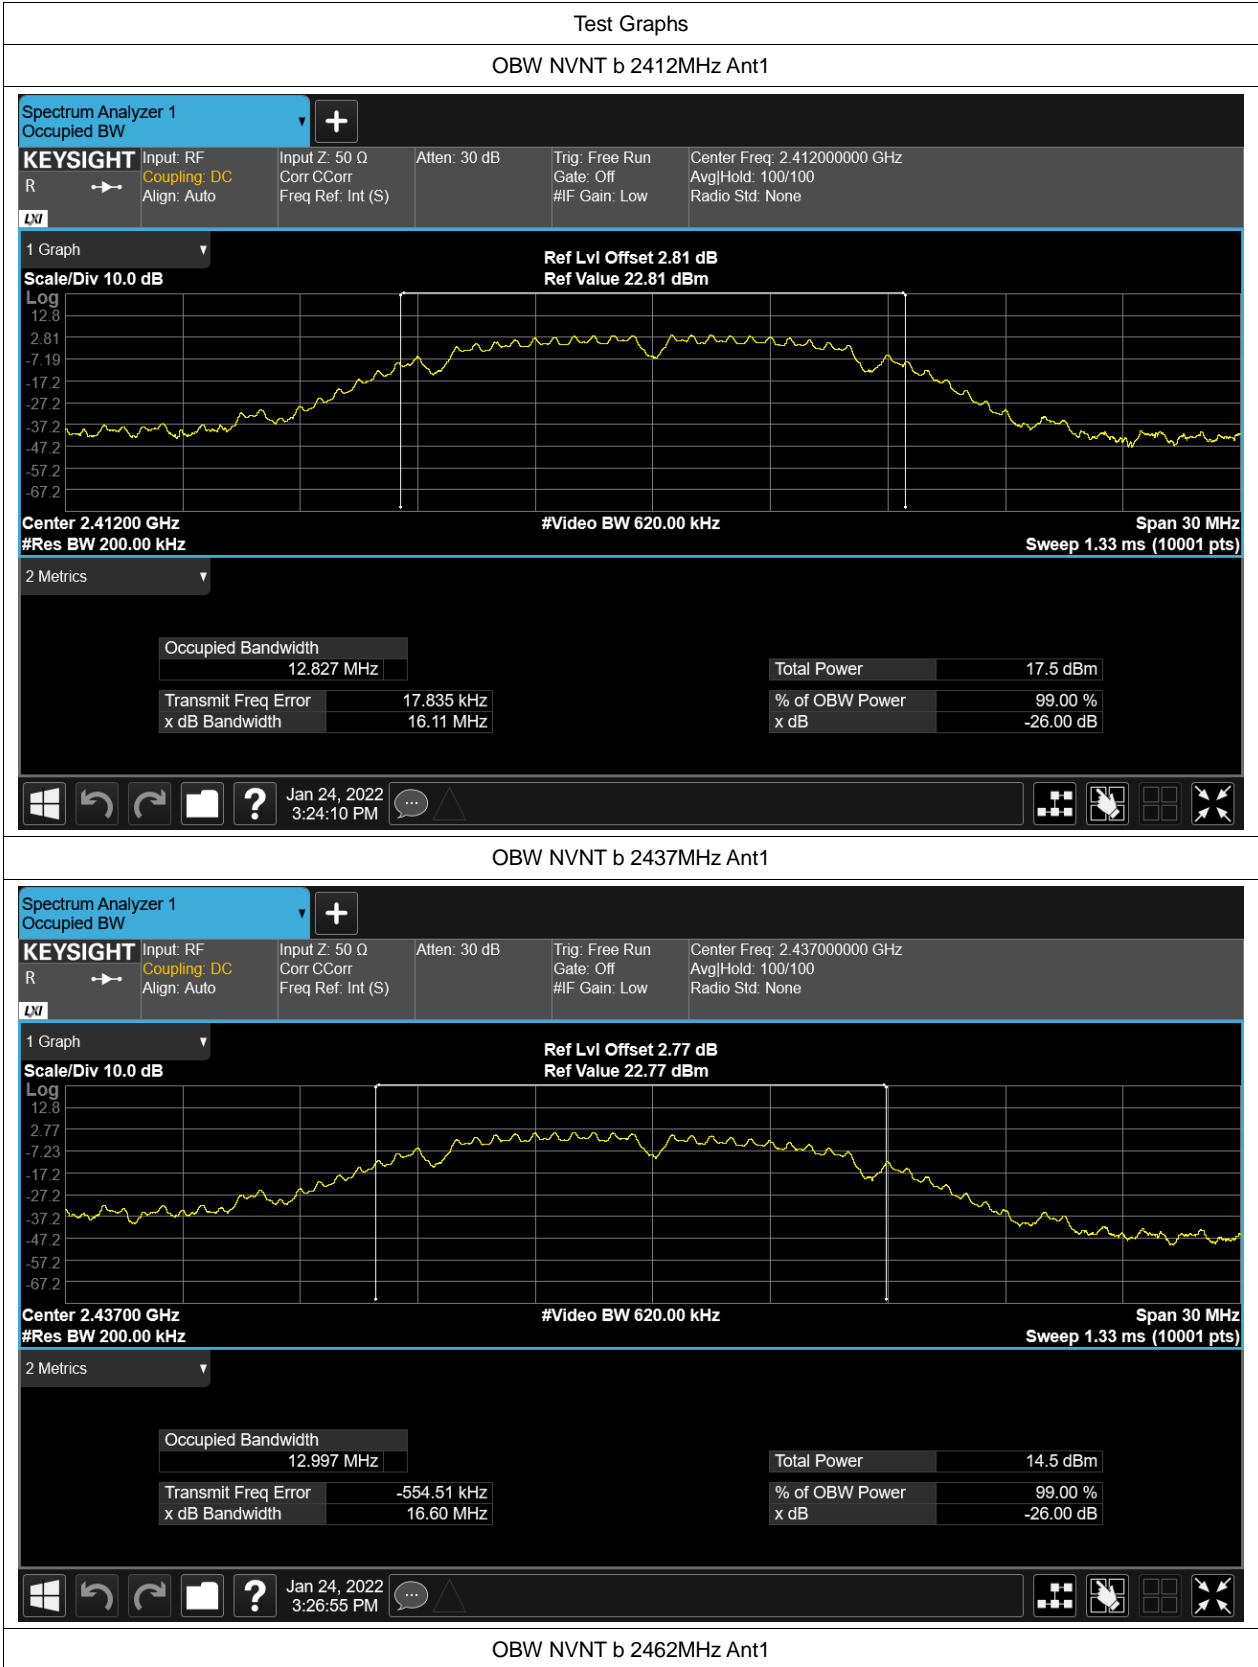 Test Graphs
OBW NVNT b 2412MHz Ant1
Spectrum Analyzer 1
Occupied BW
KEYSIGHT Input: RF Input Z: 50 Ω Atten: 30 dB Trig: Free Run Center Freq: 2.412000000 GHz
R Coupling: DC Corr CCorr Gate: Off Avg|Hold: 100/100
Align: Auto Freq Ref: Int (S) #IF Gain: Low Radio Std: None
LXI
1 Graph
Ref Lvl Offset 2.81 dB
Scale/Div 10.0 dB Ref Value 22.81 dBm
Log
12.8
2.81
-7.19
-17.2
-27.2
-37.2
-47.2
-57.2
-67.2
Center 2.41200 GHz #Video BW 620.00 kHz Span 30 MHz
#Res BW 200.00 kHz Sweep 1.33 ms (10001 pts)
2 Metrics
Occupied Bandwidth
12.827 MHz Total Power 17.5 dBm
Transmit Freq Error 17.835 kHz % of OBW Power 99.00 %
x dB Bandwidth 16.11 MHz x dB -26.00 dB
Jan 24, 2022
3:24:10 PM
OBW NVNT b 2437MHz Ant1
Spectrum Analyzer 1
Occupied BW
KEYSIGHT Input: RF Input Z: 50 Ω Atten: 30 dB Trig: Free Run Center Freq: 2.437000000 GHz
R Coupling: DC Corr CCorr Gate: Off Avg|Hold: 100/100
Align: Auto Freq Ref: Int (S) #IF Gain: Low Radio Std: None
LXI
1 Graph
Ref Lvl Offset 2.77 dB
Scale/Div 10.0 dB Ref Value 22.77 dBm
Log
12.8
2.77
-7.23
-17.2
-27.2
-37.2
-47.2
-57.2
-67.2
Center 2.43700 GHz #Video BW 620.00 kHz Span 30 MHz
#Res BW 200.00 kHz Sweep 1.33 ms (10001 pts)
2 Metrics
Occupied Bandwidth
12.997 MHz Total Power 14.5 dBm
Transmit Freq Error -554.51 kHz % of OBW Power 99.00 %
x dB Bandwidth 16.60 MHz x dB -26.00 dB
Jan 24, 2022
3:26:55 PM
OBW NVNT b 2462MHz Ant1